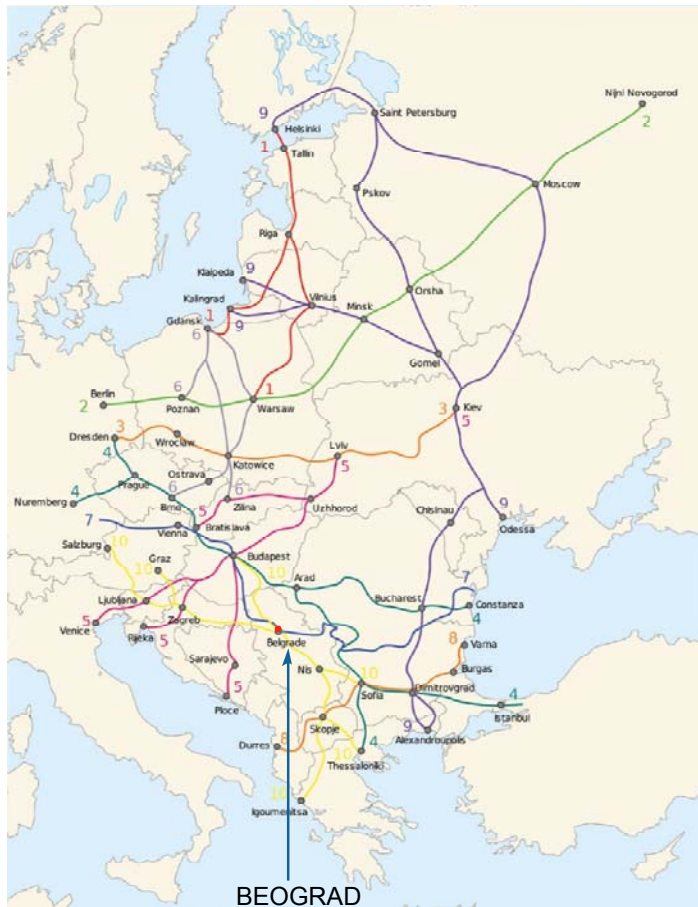 9
Saint Petersburg
Nijni Novogorod
2
Helsinki
1
Tallin
Pskov
Moscow
Riga
Klaipeda
9
Kalingrad
Vilnius
Orsha
Minsk
1
Gdansk
6
9
Gomel
Berlin
6
1
2
Poznan
Warsaw
3
Kiev
5
Dresden
3
4
Wroclaw
Lviv
Katowice
5
Ostrava
4
Prague
6
6
Nuremberg
Brno
Zilina
Uzhhorod
5
Chisinau
9
7
Vienna
Bratislava
Odessa
Salzburg
10
Graz
Budapest
10
10
Arad
7
Ljubljana
Bucharest
Constanza
4
5
Zagreb
Venice
Rijeka
5
Belgrade
8
Varna
Sarajevo
Nis
10
Burgas
5
Sofia
Dimitrovgrad
4
Ploce
Istanbul
Skopje
9
Durres
8
10
4
Alexandroupolis
Thessaloniki
10
Igoumenitsa
BEOGRAD